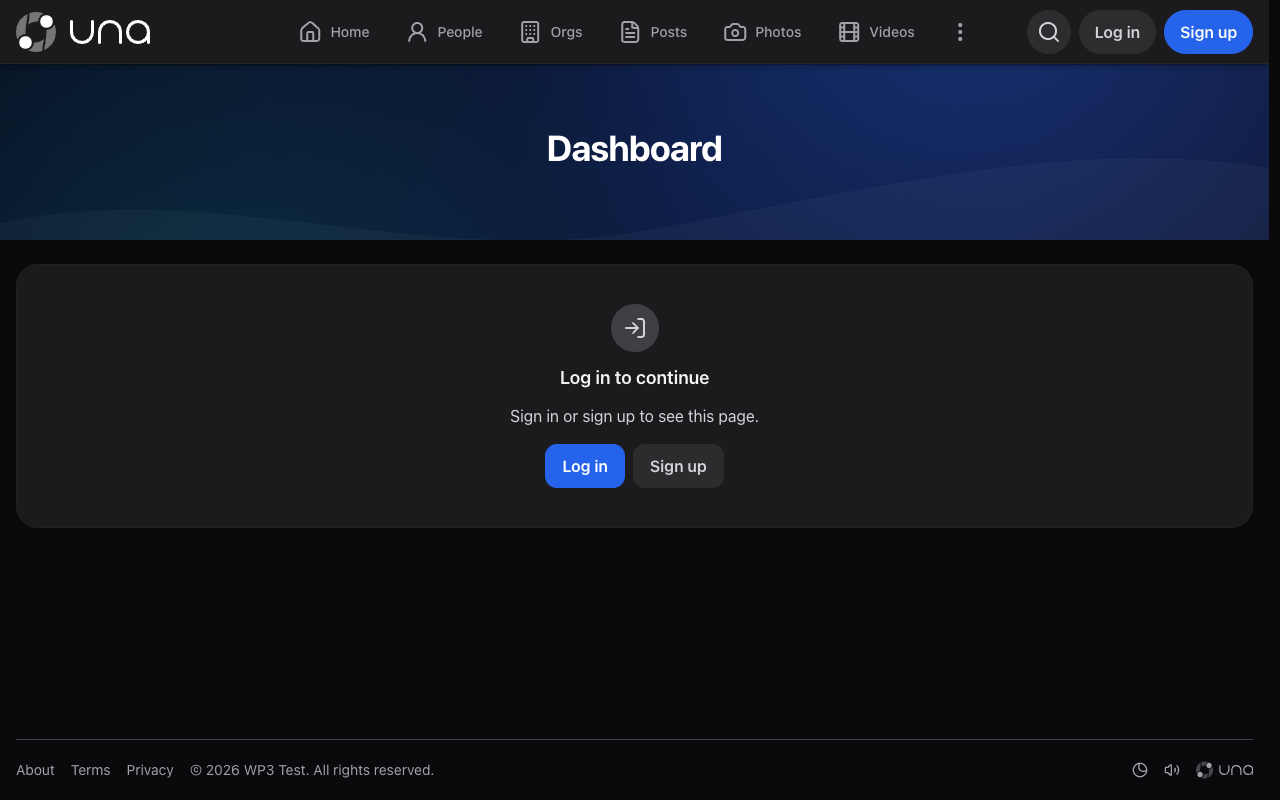 una
Home
People
Orgs
Posts
Photos
Videos
Log in
Sign up
Dashboard
Log in to continue
Sign in or sign up to see this page.
Log in
Sign up
About
Terms
Privacy
© 2026 WP3 Test. All rights reserved.
una